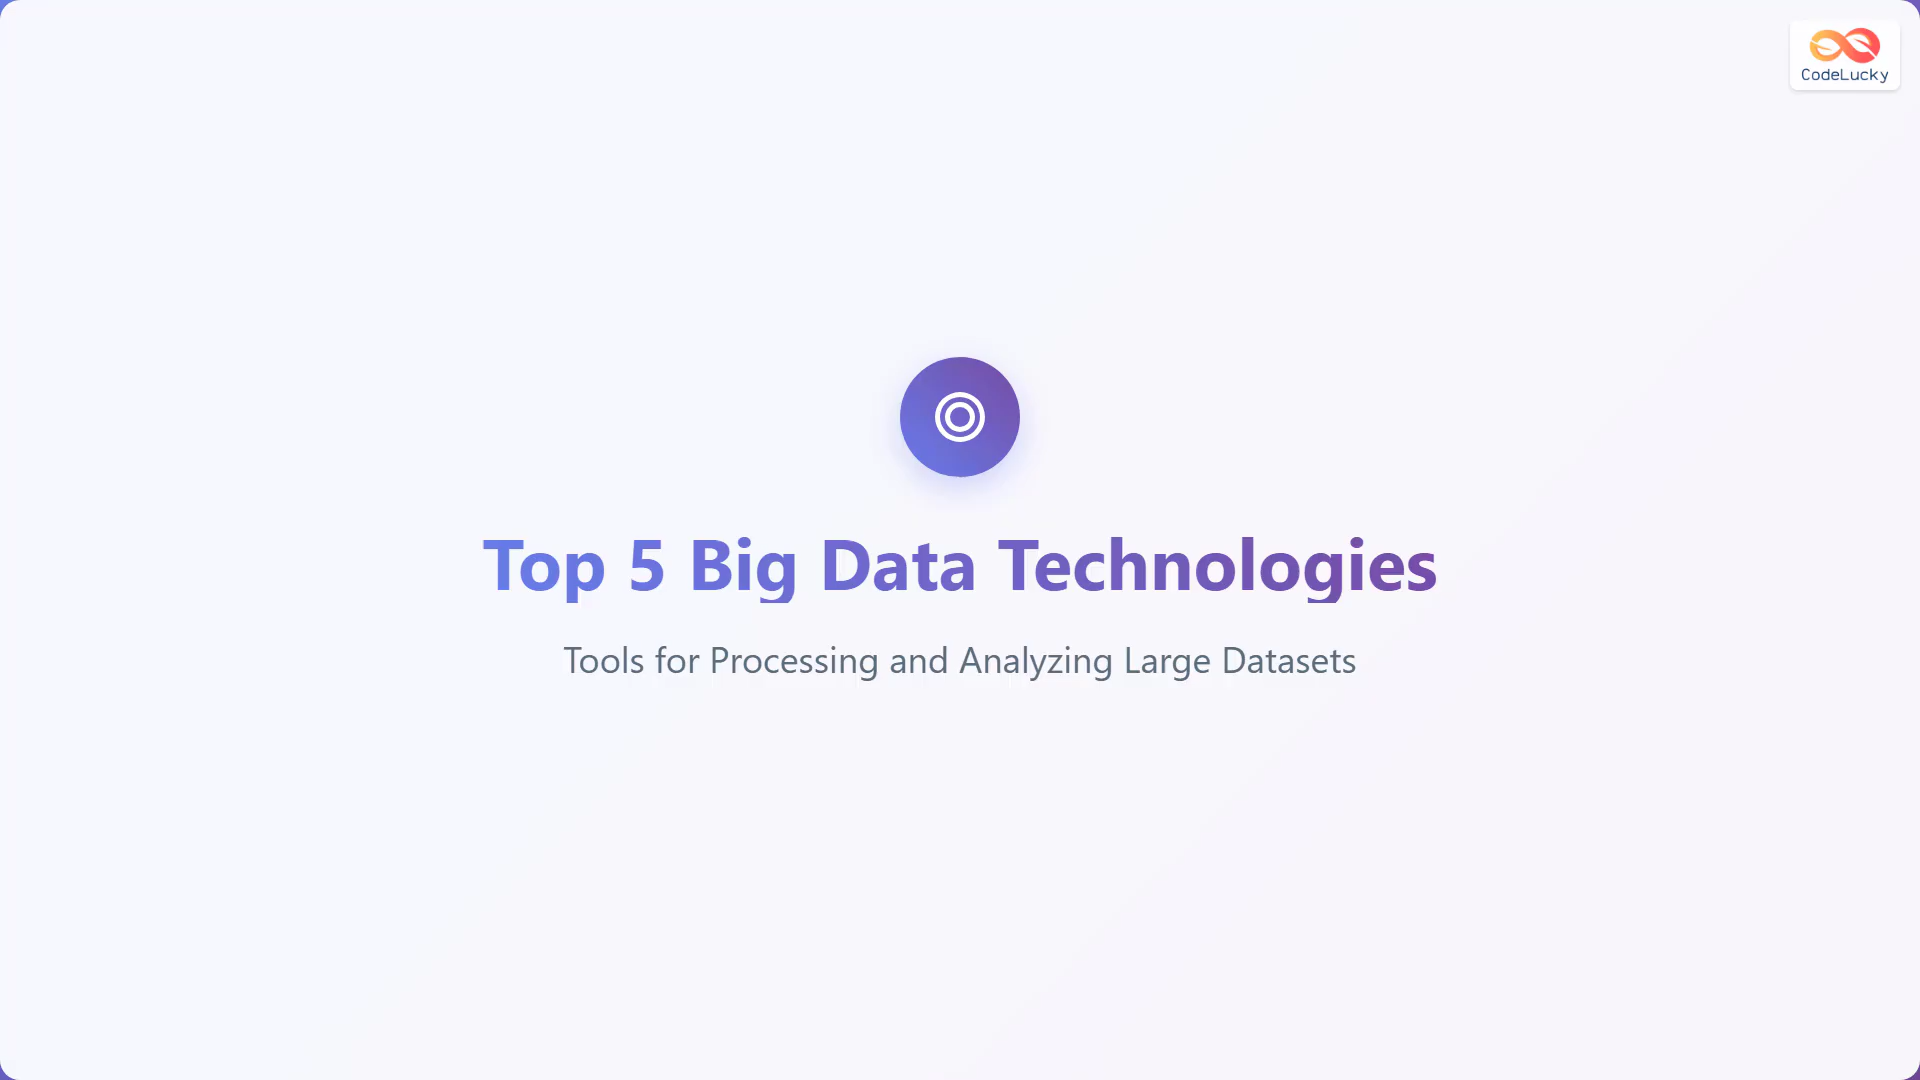 CodeLucky
Top 5 Big Data Technologies
Tools for Processing and Analyzing Large Datasets